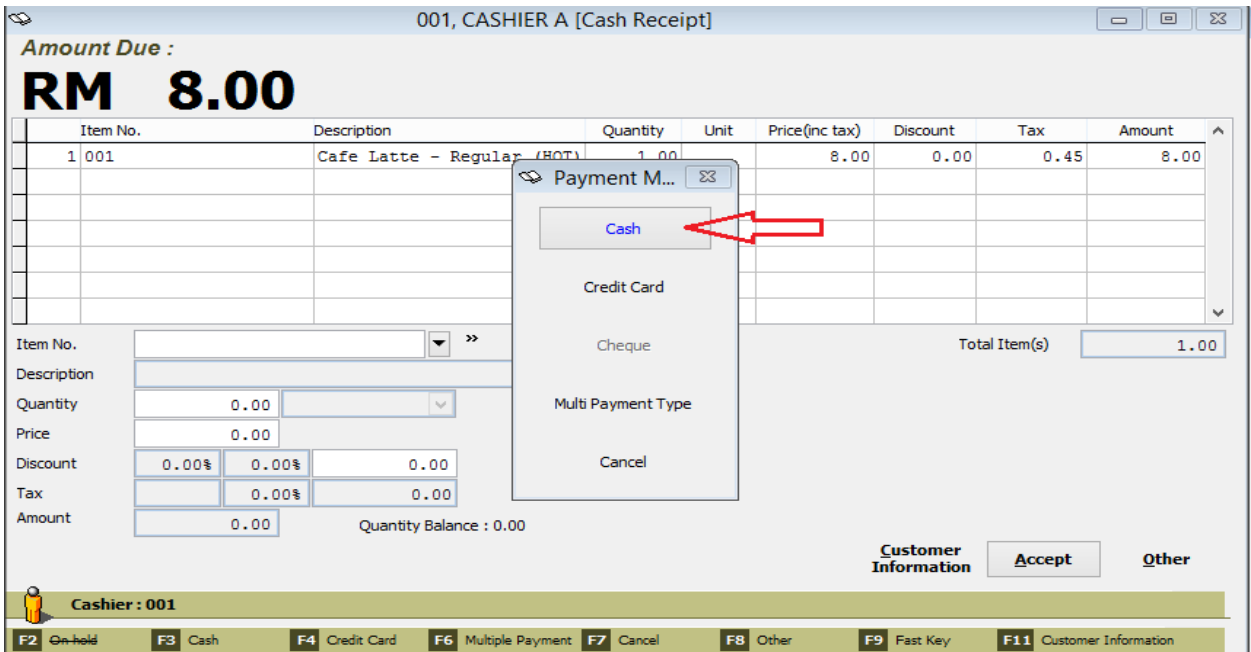 001, CASHIER A [Cash Receipt]
Amount Due :
RM 8.00
Item No. Description Quantity Unit Price(inc tax) Discount Tax Amount
1 001 Cafe Latte - Regular (HOT) 1.00 8.00 0.00 0.45 8.00
Payment M...
Cash
Credit Card
Cheque
Multi Payment Type
Cancel
Item No. » Total Item(s) 1.00
Description
Quantity 0.00
Price 0.00
Discount 0.00% 0.00% 0.00
Tax 0.00% 0.00
Amount 0.00 Quantity Balance : 0.00
Customer Information Accept Other
Cashier : 001
F2 On hold F3 Cash F4 Credit Card F6 Multiple Payment F7 Cancel F8 Other F9 Fast Key F11 Customer Information